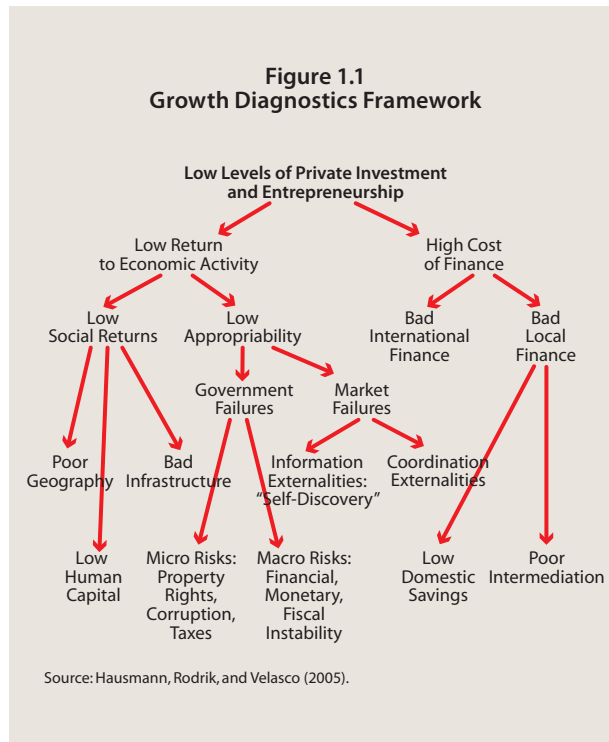 Figure 1.1
Growth Diagnostics Framework
Low Levels of Private Investment
and Entrepreneurship
Low Return
to Economic Activity
High Cost
of Finance
Low
Social Returns
Low
Appropriability
Bad
International
Finance
Bad
Local
Finance
Government
Failures
Market
Failures
Poor
Geography
Bad
Infrastructure
Information
Externalities:
"Self-Discovery"
Coordination
Externalities
Low
Human
Capital
Micro Risks:
Property
Rights,
Corruption,
Taxes
Macro Risks:
Financial,
Monetary,
Fiscal
Instability
Low
Domestic
Savings
Poor
Intermediation
Source: Hausmann, Rodrik, and Velasco (2005).